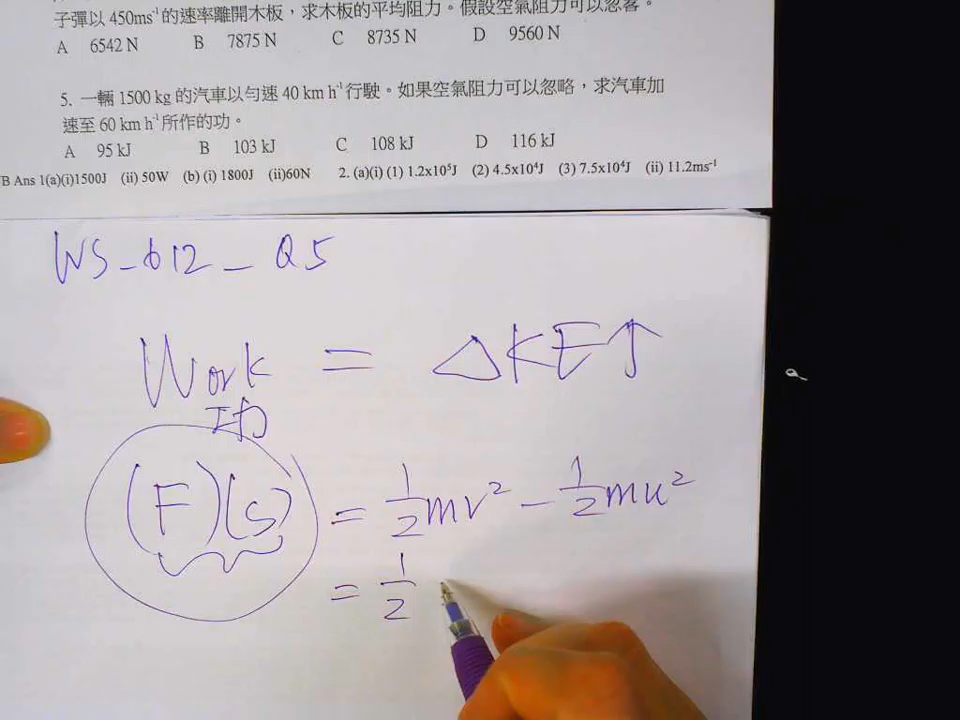 子彈以 450ms⁻¹的速率離開木板，求木板的平均阻力。假設空氣阻力可以忽略。
A 6542 N B 7875 N C 8735 N D 9560 N
5. 一輛 1500 kg 的汽車以勻速 40 km h⁻¹行駛。如果空氣阻力可以忽略，求汽車加
速至 60 km h⁻¹所作的功。
A 95 kJ B 103 kJ C 108 kJ D 116 kJ
B Ans 1(a)(i)1500J (ii) 50W (b) (i) 1800J (ii)60N 2. (a)(i) (1) 1.2x10⁵J (2) 4.5x10⁴J (3) 7.5x10⁴J (ii) 11.2ms⁻¹
WS_612_Q5
Work = ΔKE↑
功
(F)(s) = 1/2 mv² − 1/2 mu²
= 1/2